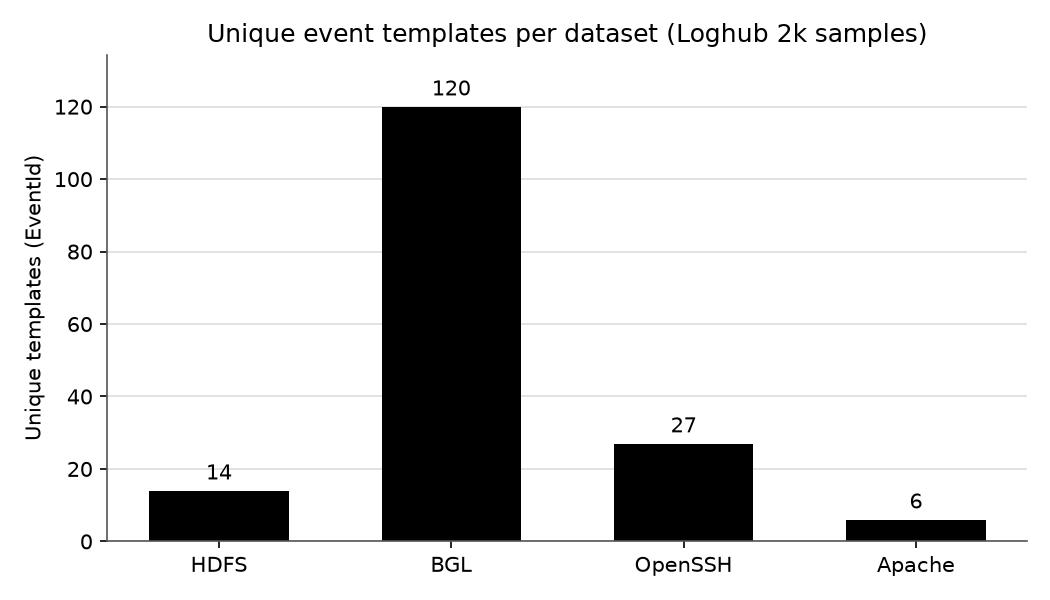 Unique event templates per dataset (Loghub 2k samples)
Unique templates (EventId)
120
100
80
60
40
20
0
14
120
27
6
HDFS
BGL
OpenSSH
Apache